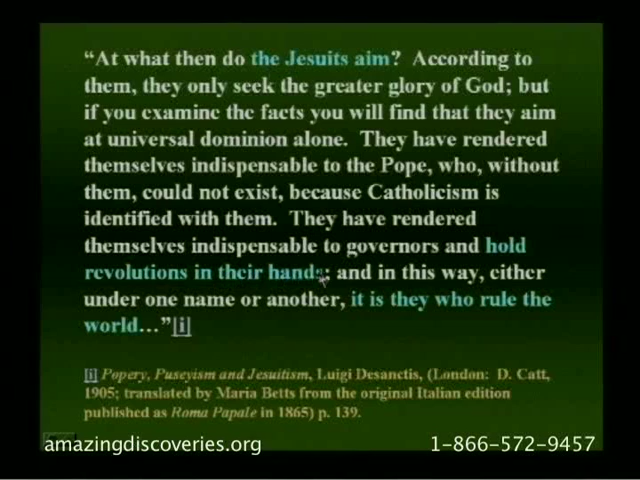 “At what then do the Jesuits aim?  According to
them, they only seek the greater glory of God; but
if you examine the facts you will find that they aim
at universal dominion alone.  They have rendered
themselves indispensable to the Pope, who, without
them, could not exist, because Catholicism is
identified with them.  They have rendered
themselves indispensable to governors and hold
revolutions in their hands; and in this way, either
under one name or another, it is they who rule the
world…”[i]
[i] Popery, Puseyism and Jesuitism, Luigi Desanctis, (London:  D. Catt,
1905; translated by Maria Betts from the original Italian edition
published as Roma Papale in 1865) p. 139.
amazingdiscoveries.org 1-866-572-9457